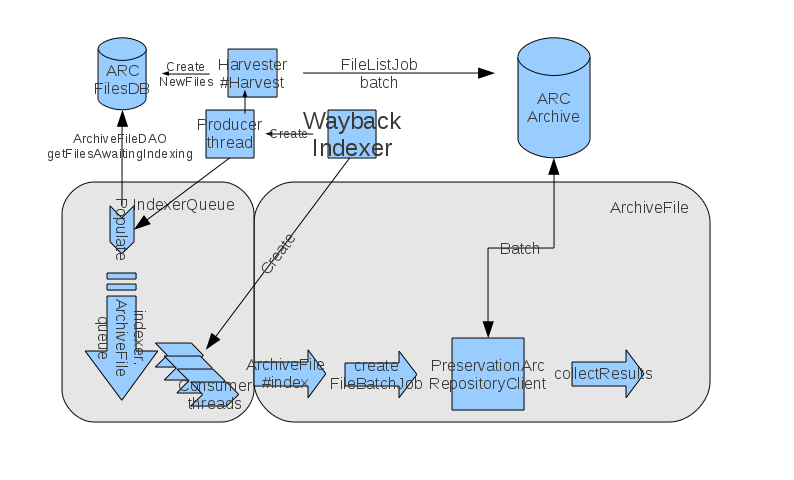 ARC
FilesDB
Create
NewFiles
Harvester
#Harvest
FileListJob
batch
ARC
Archive
Producer
thread
Create
Wayback
Indexer
ArchiveFileDAO
getFilesAwaitingIndexing
Populate
IndexerQueue
ArchiveFile
Create
Batch
indexer.
ArchiveFile
queue
Consumer
threads
ArchiveFile
#index
create
FileBatchJob
PreservationArc
RepositoryClient
collectResults